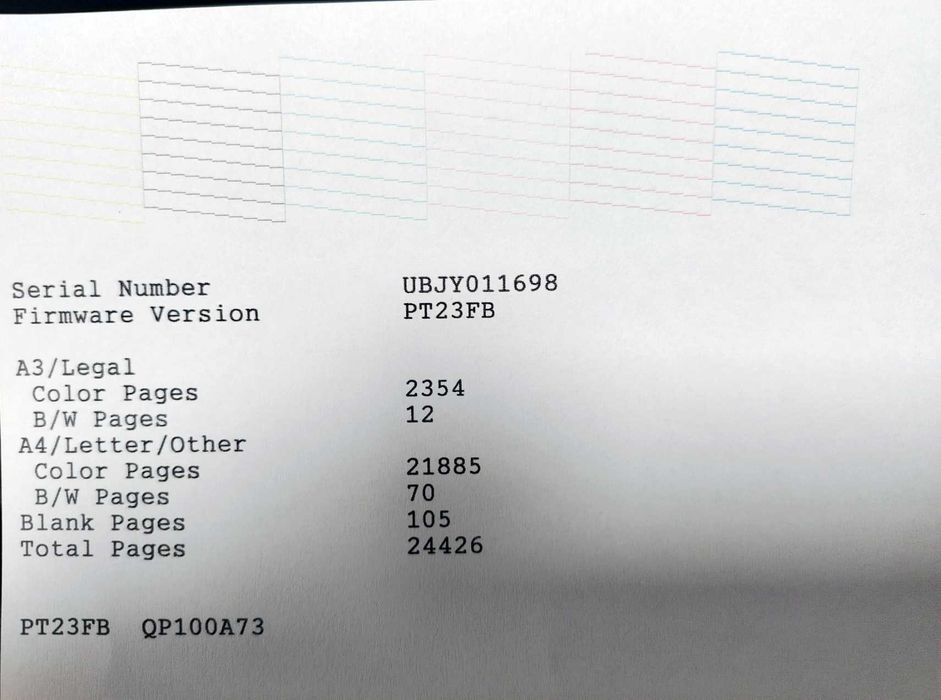 Serial Number UBJY011698
Firmware Version PT23FB
A3/Legal
Color Pages 2354
B/W Pages 12
A4/Letter/Other
Color Pages 21885
B/W Pages 70
Blank Pages 105
Total Pages 24426
PT23FB QP100A73